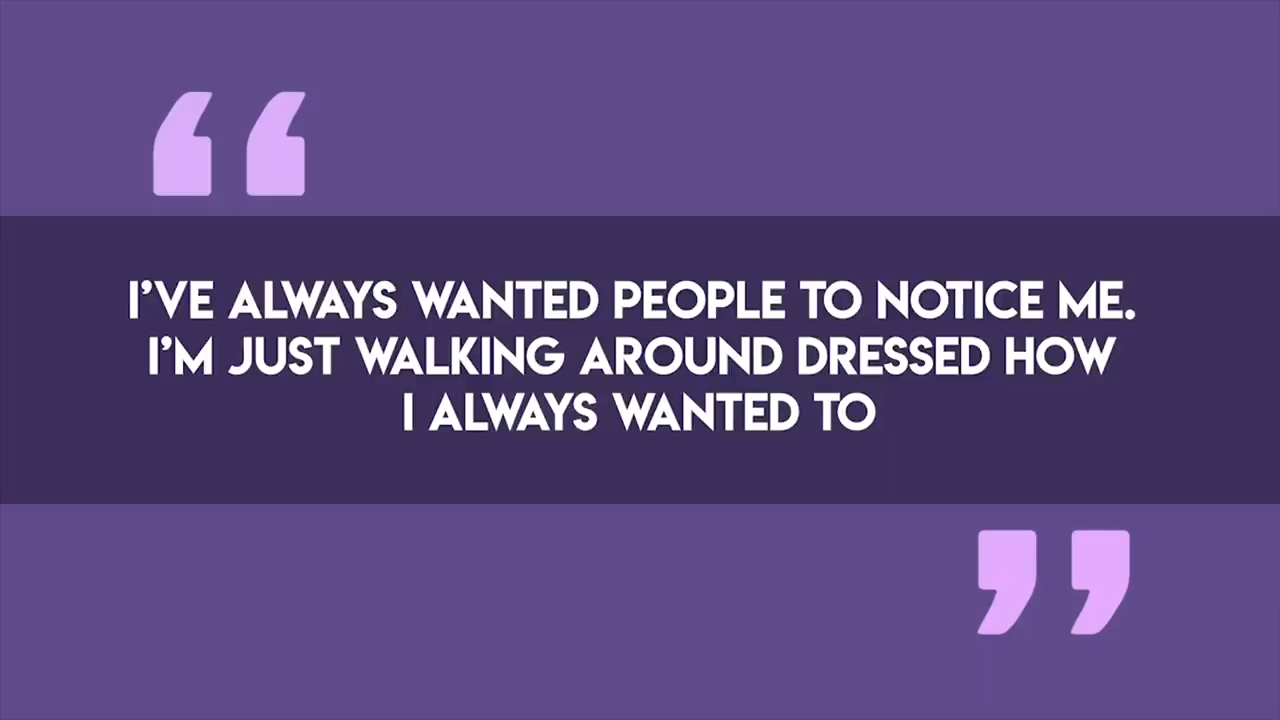 “
I’VE ALWAYS WANTED PEOPLE TO NOTICE ME.
I’M JUST WALKING AROUND DRESSED HOW
I ALWAYS WANTED TO
”